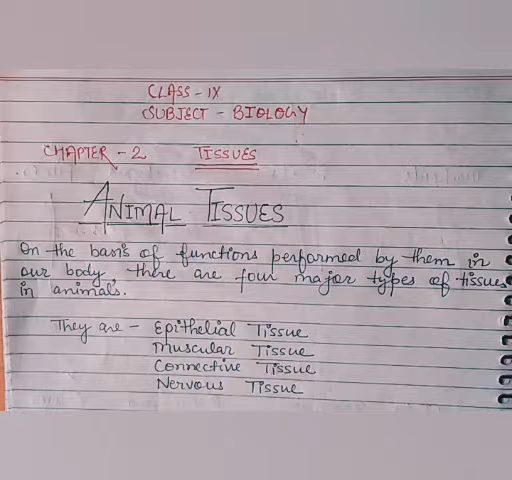 CLASS - IX
SUBJECT - BIOLOGY
CHAPTER - 2 TISSUES
ANIMAL TISSUES
On the basis of functions performed by them in
our body, there are four major types of tissues
in animals.
They are - Epithelial Tissue
Muscular Tissue
Connective Tissue
Nervous Tissue